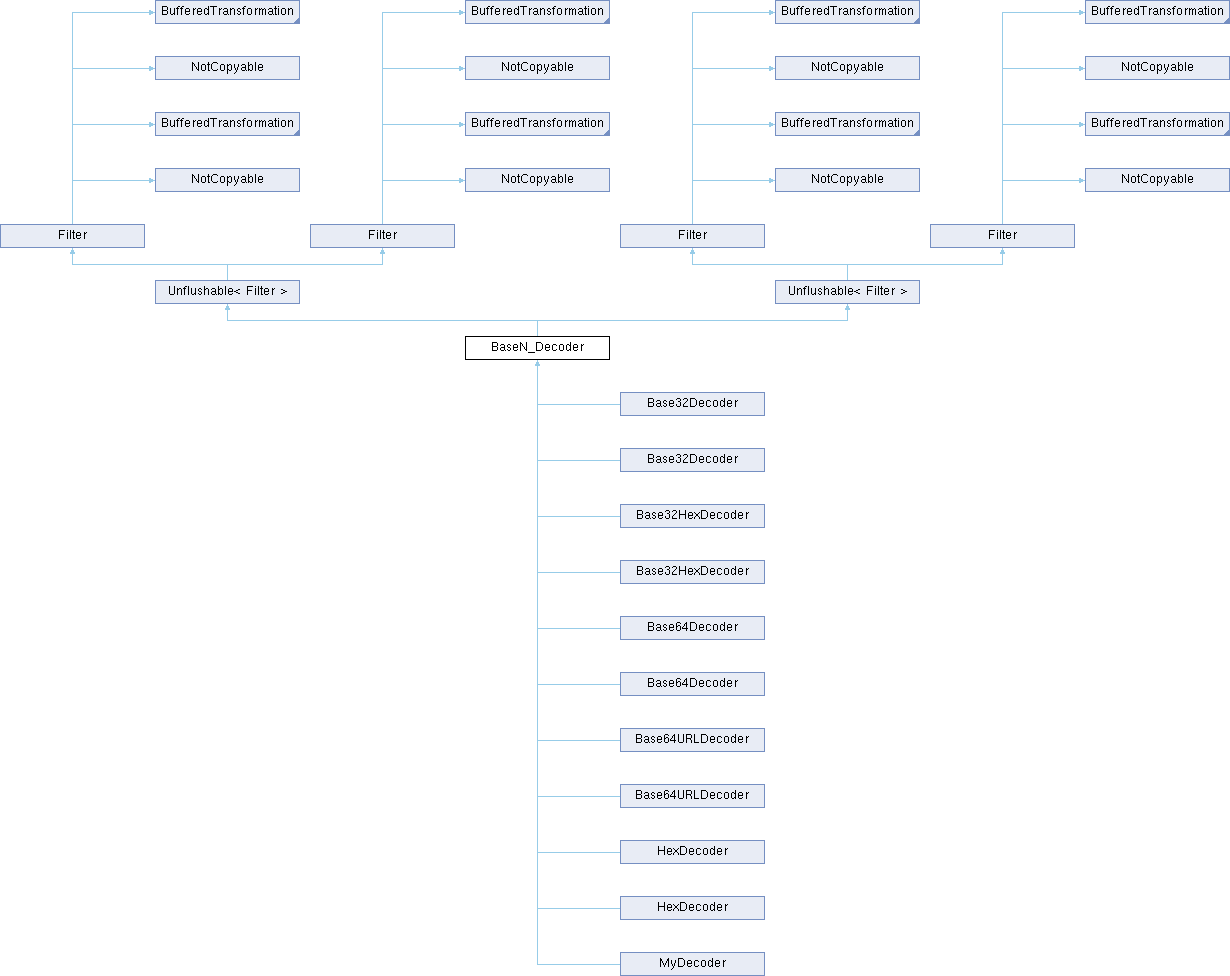 BufferedTransformation
BufferedTransformation
BufferedTransformation
BufferedTransformation
NotCopyable
NotCopyable
NotCopyable
NotCopyable
BufferedTransformation
BufferedTransformation
BufferedTransformation
BufferedTransformation
NotCopyable
NotCopyable
NotCopyable
NotCopyable
Filter
Filter
Filter
Filter
Unflushable< Filter >
Unflushable< Filter >
BaseN_Decoder
Base32Decoder
Base32Decoder
Base32HexDecoder
Base32HexDecoder
Base64Decoder
Base64Decoder
Base64URLDecoder
Base64URLDecoder
HexDecoder
HexDecoder
MyDecoder